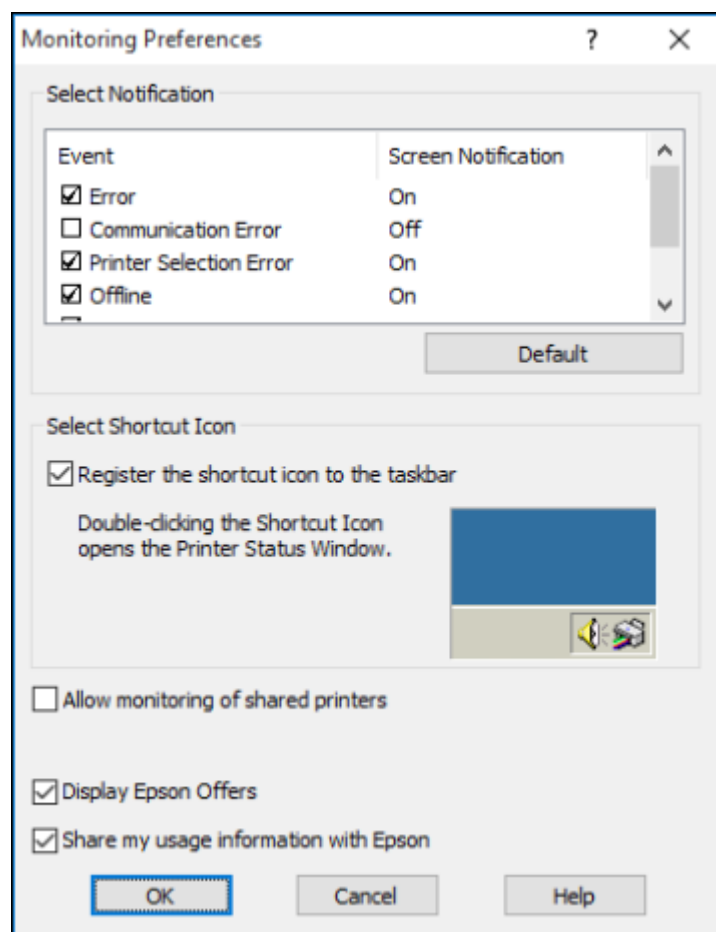 Monitoring Preferences ?
Select Notification
Event Screen Notification
Error On
Communication Error Off
Printer Selection Error On
Offline On
Default
Select Shortcut Icon
Register the shortcut icon to the taskbar
Double-clicking the Shortcut Icon
opens the Printer Status Window.
Allow monitoring of shared printers
Display Epson Offers
Share my usage information with Epson
OK Cancel Help